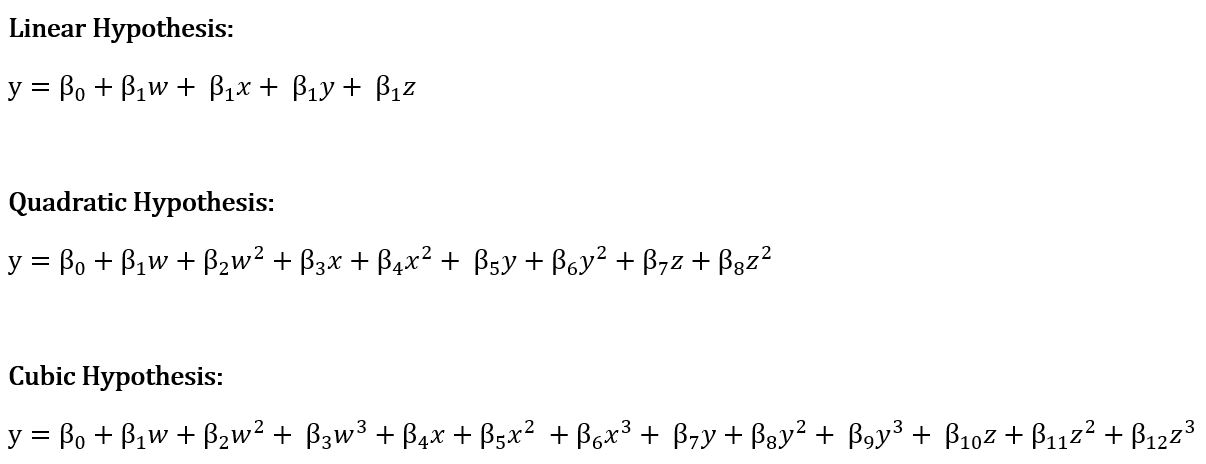 Linear Hypothesis:
y = β₀ + β₁w + β₁x + β₁y + β₁z
Quadratic Hypothesis:
y = β₀ + β₁w + β₂w² + β₃x + β₄x² + β₅y + β₆y² + β₇z + β₈z²
Cubic Hypothesis:
y = β₀ + β₁w + β₂w² + β₃w³ + β₄x + β₅x² + β₆x³ + β₇y + β₈y² + β₉y³ + β₁₀z + β₁₁z² + β₁₂z³